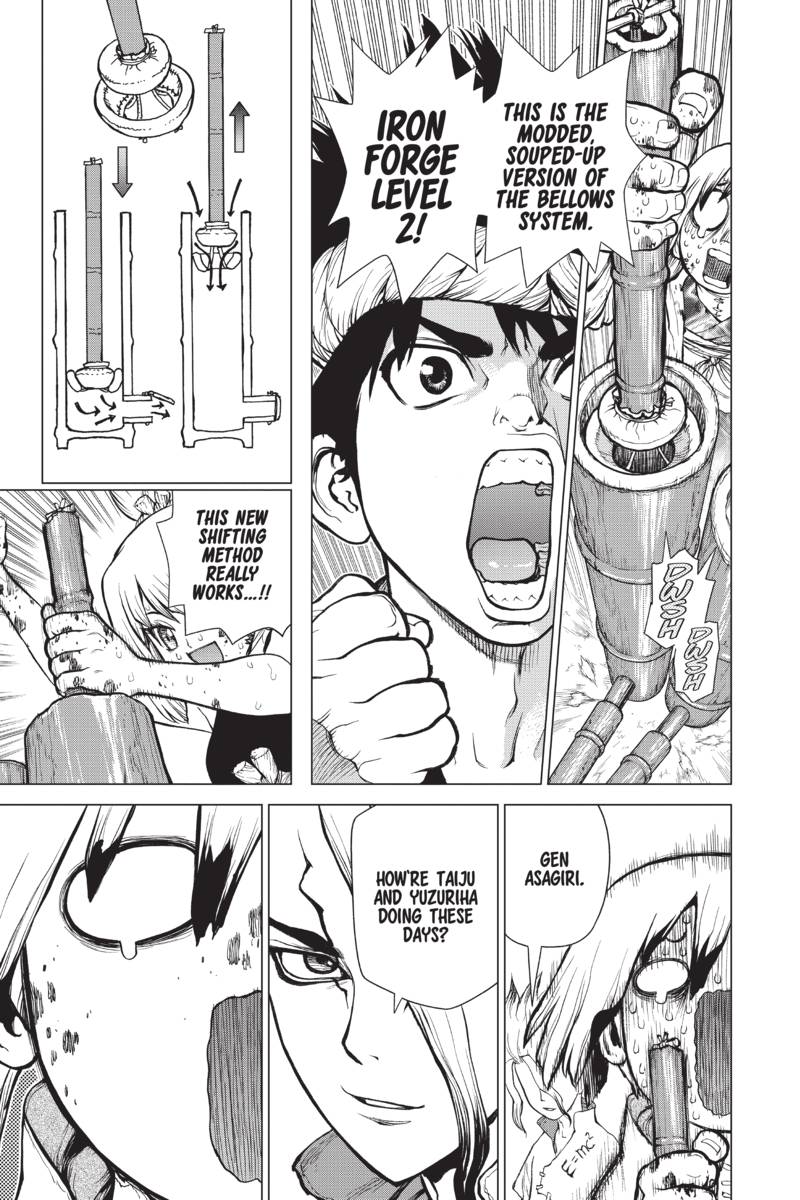 THIS IS THE
MODDED,
SOUPED-UP
VERSION OF
THE BELLOWS
SYSTEM.
IRON
FORGE
LEVEL
2!
DWSH
DWSH
THIS NEW
SHIFTING
METHOD
REALLY
WORKS...!!
GEN
ASAGIRI.
E=mc²
HOW'RE TAIJU
AND YUZURIHA
DOING THESE
DAYS?